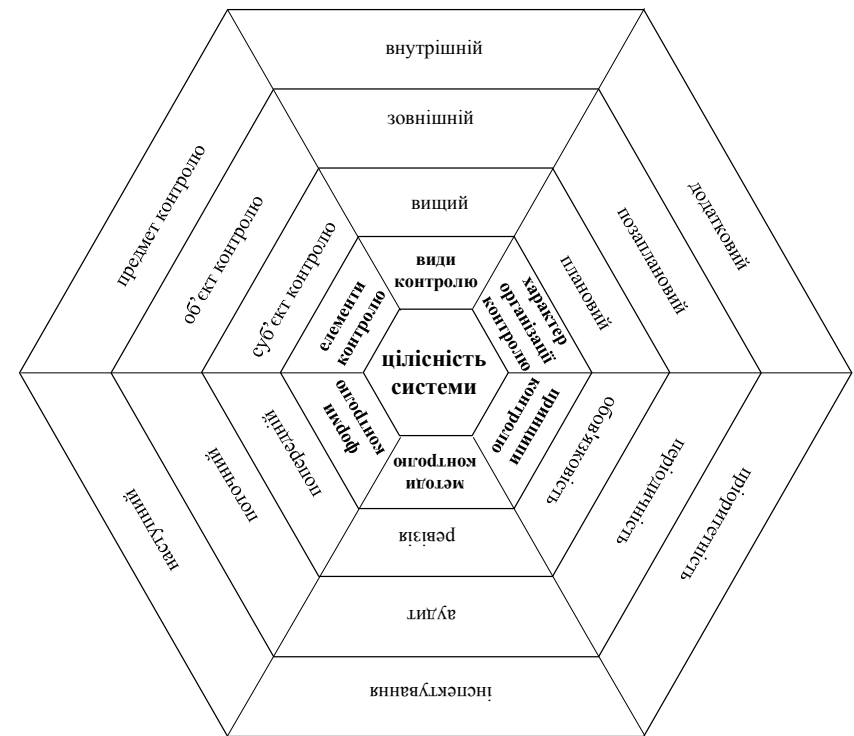 внутрішній
зовнішній
вищий
види
контролю
додатковий
позаплановий
плановий
характер
організації
контролю
пріоритетність
періодичність
обов'язковість
принципи
контролю
інспектування
аудит
ревізія
методи
контролю
наступний
поточний
попередній
форми
контролю
предмет контролю
об’єкт контролю
суб’єкт контролю
елементи
контролю
цілісність
системи